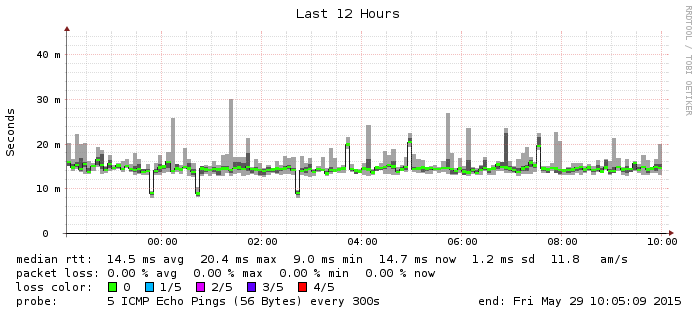 Last 12 Hours
RRDTOOL / TOBI OETIKER
Seconds
40 m
30 m
20 m
10 m
0
00:00 02:00 04:00 06:00 08:00 10:00
median rtt: 14.5 ms avg 20.4 ms max 9.0 ms min 14.7 ms now 1.2 ms sd 11.8 am/s
packet loss: 0.00 % avg 0.00 % max 0.00 % min 0.00 % now
loss color: 0 1/5 2/5 3/5 4/5
probe: 5 ICMP Echo Pings (56 Bytes) every 300s end: Fri May 29 10:05:09 2015